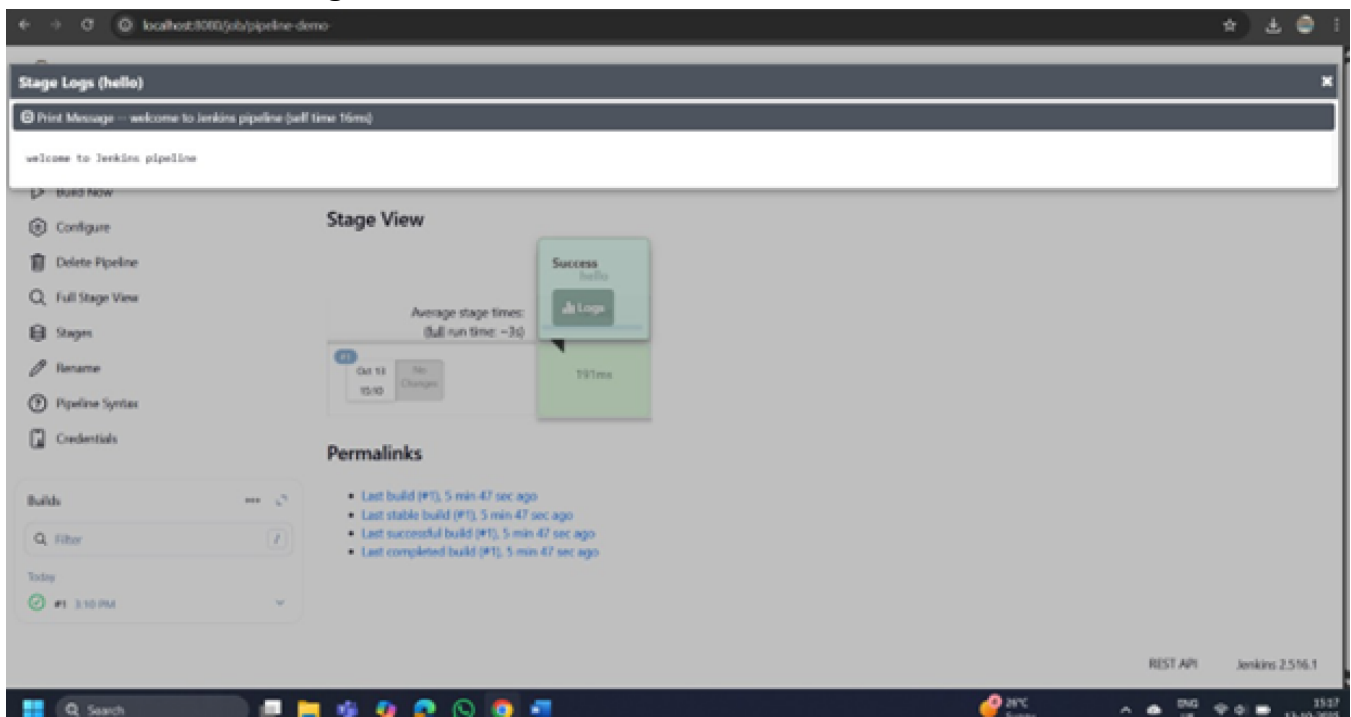 localhost:8080/job/pipeline-demo
Stage Logs (hello)
Print Message -- welcome to Jenkins pipeline (self time 16ms)
welcome to Jenkins pipeline
Build Now
Configure
Delete Pipeline
Full Stage View
Stages
Rename
Pipeline Syntax
Credentials
Stage View
Success
hello
Logs
Average stage times:
(full run time: ~3s)
#1
Oct 13
15:10
No
Changes
191ms
Permalinks
Last build (#1), 5 min 47 sec ago
Last stable build (#1), 5 min 47 sec ago
Last successful build (#1), 5 min 47 sec ago
Last completed build (#1), 5 min 47 sec ago
Builds
Filter
/
Today
#1 3:10 PM
REST API Jenkins 2.516.1
Search
26°C
Sunny
ENG
15:17
13-10-2025